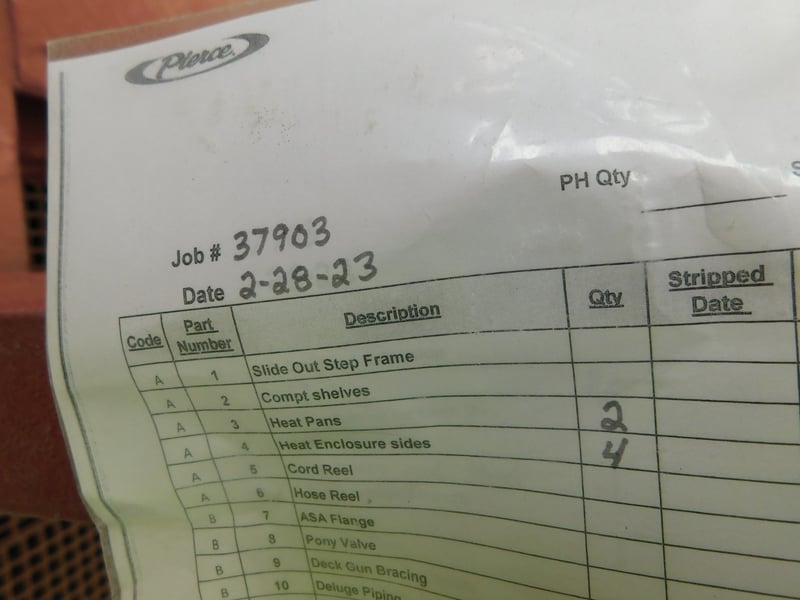 Pierce
PH Qty
Job # 37903
Date 2-28-23
Code Part Number Description Qty Stripped Date
A 1 Slide Out Step Frame
A 2 Compt shelves
A 3 Heat Pans 2
A 4 Heat Enclosure sides 4
A 5 Cord Reel
A 6 Hose Reel
B 7 ASA Flange
B 8 Pony Valve
B 9 Deck Gun Bracing
B 10 Deluge Piping